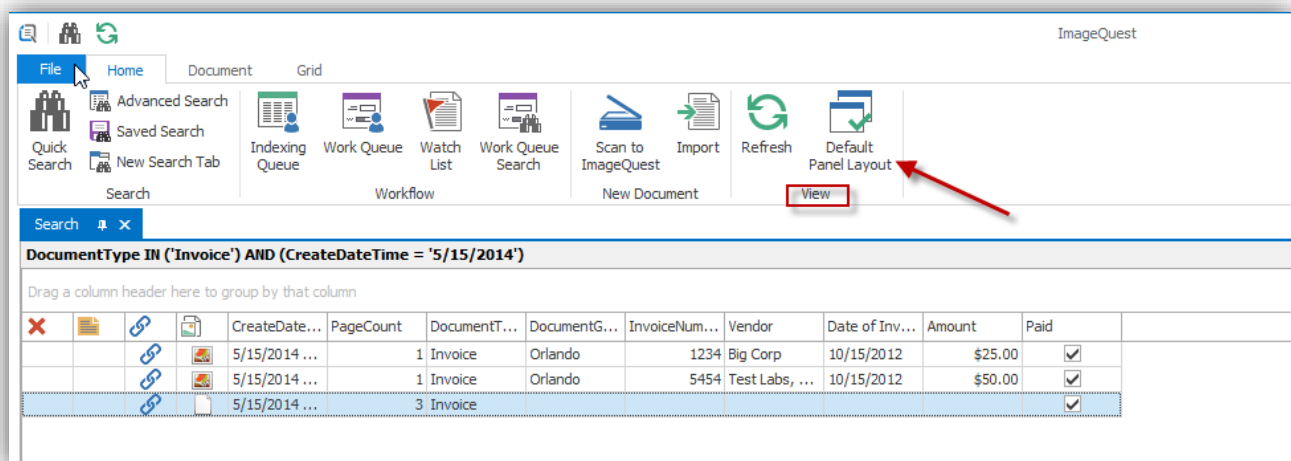 ImageQuest
File Home Document Grid
Quick Search
Advanced Search
Saved Search
New Search Tab
Indexing Queue
Work Queue
Watch List
Work Queue Search
Scan to ImageQuest
Import
Refresh
Default Panel Layout
Search Workflow New Document View
Search
DocumentType IN ('Invoice') AND (CreateDateTime = '5/15/2014')
Drag a column header here to group by that column
CreateDate... PageCount DocumentT... DocumentG... InvoiceNum... Vendor Date of Inv... Amount Paid
5/15/2014 ... 1 Invoice Orlando 1234 Big Corp 10/15/2012 $25.00
5/15/2014 ... 1 Invoice Orlando 5454 Test Labs, ... 10/15/2012 $50.00
5/15/2014 ... 3 Invoice